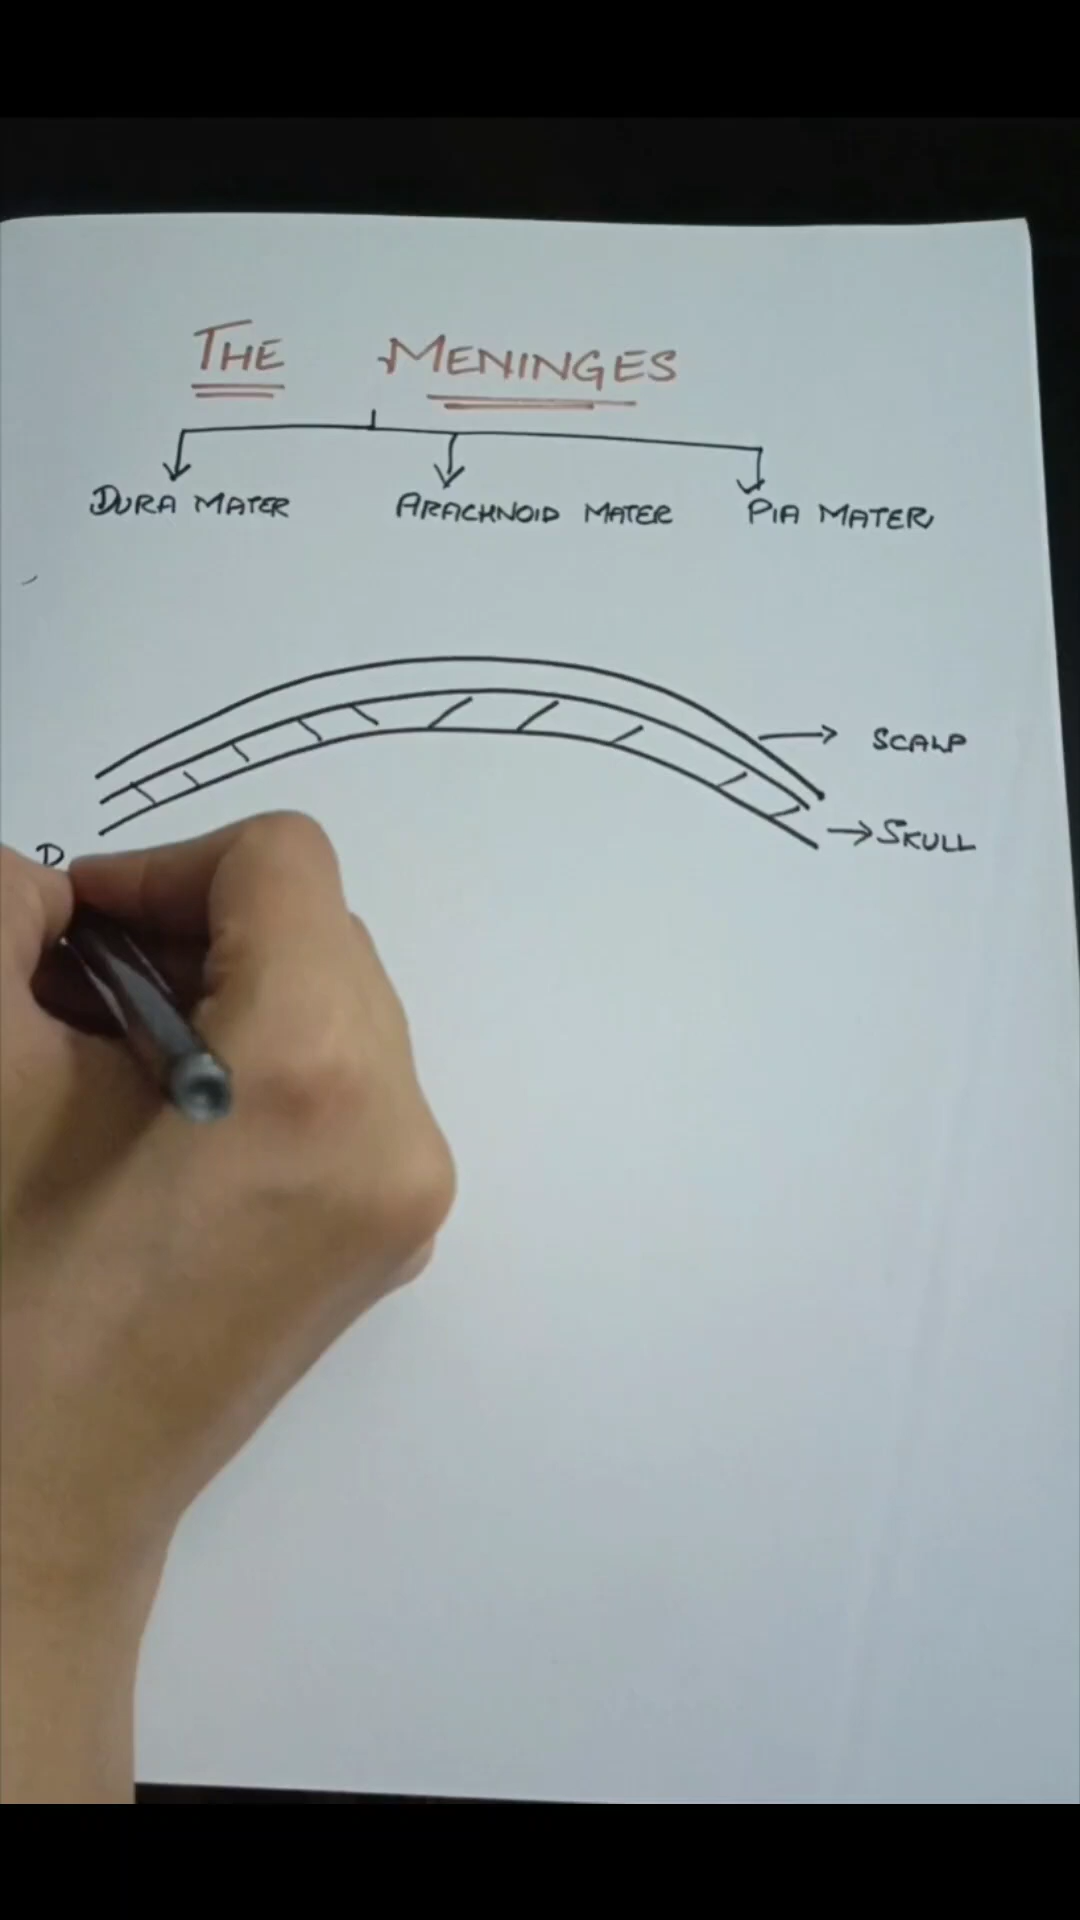 THE MENINGES
DURA MATER ARACHNOID MATER PIA MATER
SCALP
SKULL
D